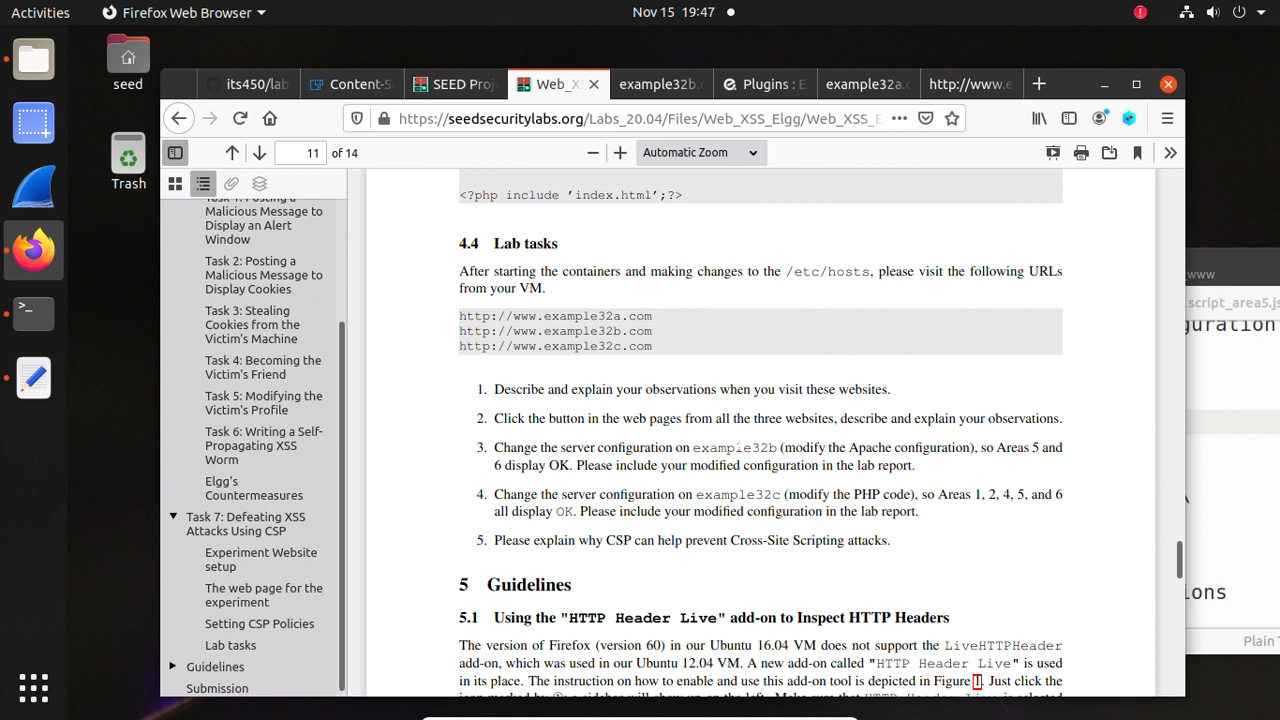 Activities
Firefox Web Browser
Nov 15 19:47
seed
Trash
its450/lab
Content-S
SEED Proj
Web_XS
example32b.c
Plugins : E
example32a.c
http://www.e
https://seedsecuritylabs.org/Labs_20.04/Files/Web_XSS_Elgg/Web_XSS_E
11
of 14
Automatic Zoom
Task 1: Posting a
Malicious Message to
Display an Alert
Window
Task 2: Posting a
Malicious Message to
Display Cookies
Task 3: Stealing
Cookies from the
Victim's Machine
Task 4: Becoming the
Victim's Friend
Task 5: Modifying the
Victim's Profile
Task 6: Writing a Self-
Propagating XSS
Worm
Elgg's
Countermeasures
Task 7: Defeating XSS
Attacks Using CSP
Experiment Website
setup
The web page for the
experiment
Setting CSP Policies
Lab tasks
Guidelines
Submission
<?php include ’index.html’;?>
4.4 Lab tasks
After starting the containers and making changes to the /etc/hosts, please visit the following URLs
from your VM.
http://www.example32a.com
http://www.example32b.com
http://www.example32c.com
1. Describe and explain your observations when you visit these websites.
2. Click the button in the web pages from all the three websites, describe and explain your observations.
3. Change the server configuration on example32b (modify the Apache configuration), so Areas 5 and
6 display OK. Please include your modified configuration in the lab report.
4. Change the server configuration on example32c (modify the PHP code), so Areas 1, 2, 4, 5, and 6
all display OK. Please include your modified configuration in the lab report.
5. Please explain why CSP can help prevent Cross-Site Scripting attacks.
5 Guidelines
5.1 Using the "HTTP Header Live" add-on to Inspect HTTP Headers
The version of Firefox (version 60) in our Ubuntu 16.04 VM does not support the LiveHTTPHeader
add-on, which was used in our Ubuntu 12.04 VM. A new add-on called "HTTP Header Live" is used
in its place. The instruction on how to enable and use this add-on tool is depicted in Figure 1. Just click the
www
script_area5.js
guration
ions
Plain T